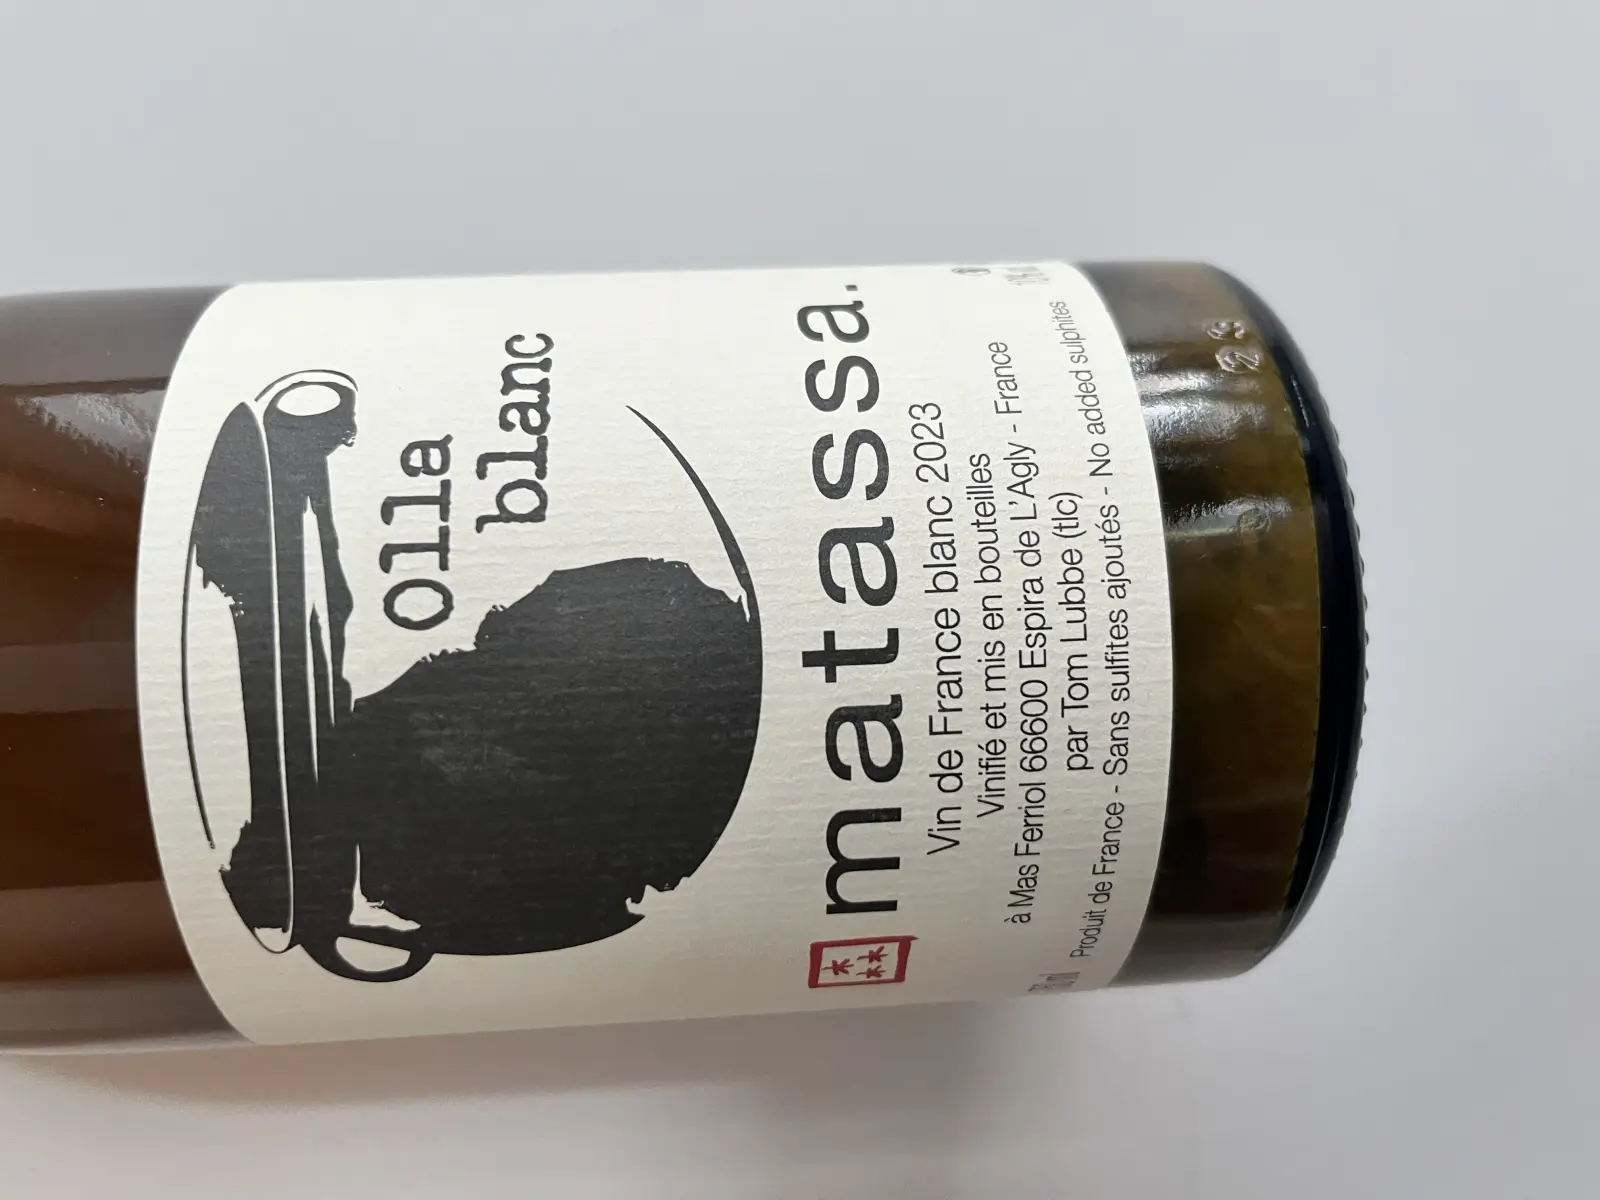 olla
blanc
森 matassa.
Vin de France blanc 2023
Vinifié et mis en bouteilles
à Mas Ferriol 66600 Espira de L'Agly - France
par Tom Lubbe (tlc)
Produit de France - Sans sulfites ajoutés - No added sulphites